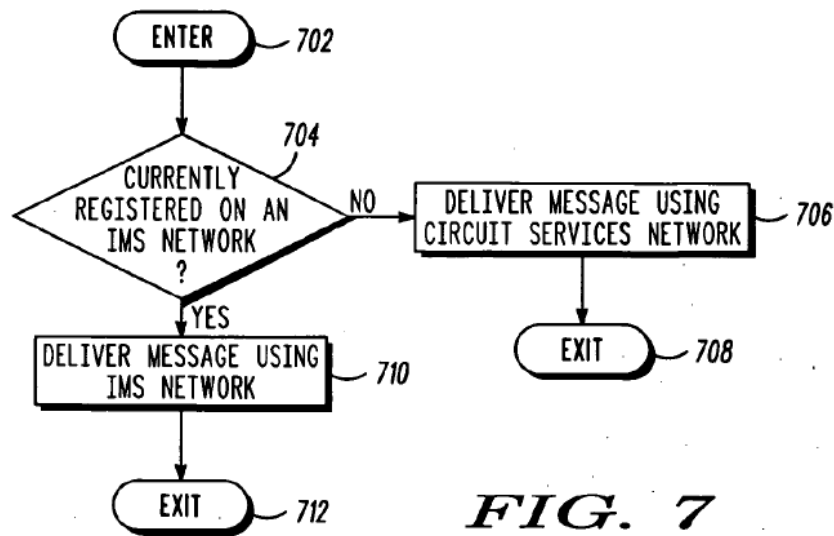 ENTER
702
704
CURRENTLY
REGISTERED ON AN
IMS NETWORK
?
NO
DELIVER MESSAGE USING
CIRCUIT SERVICES NETWORK
706
YES
EXIT
708
DELIVER MESSAGE USING
IMS NETWORK
710
EXIT
712
FIG. 7